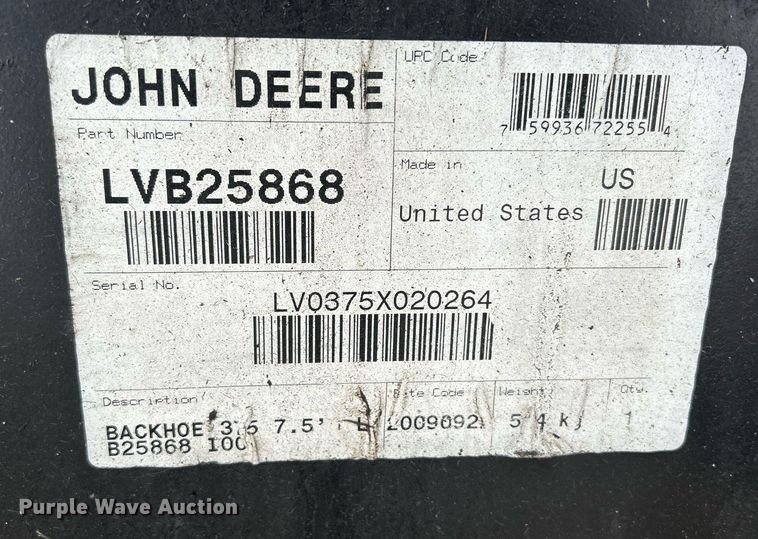 JOHN DEERE
UPC Code
7 59936 72255 4
Part Number
LVB25868
Made in
US
United States
Serial No.
LV0375X020264
Description
Date Code
Weight
Qty.
BACKHOE 7.5'
1
B25868
Purple Wave Auction